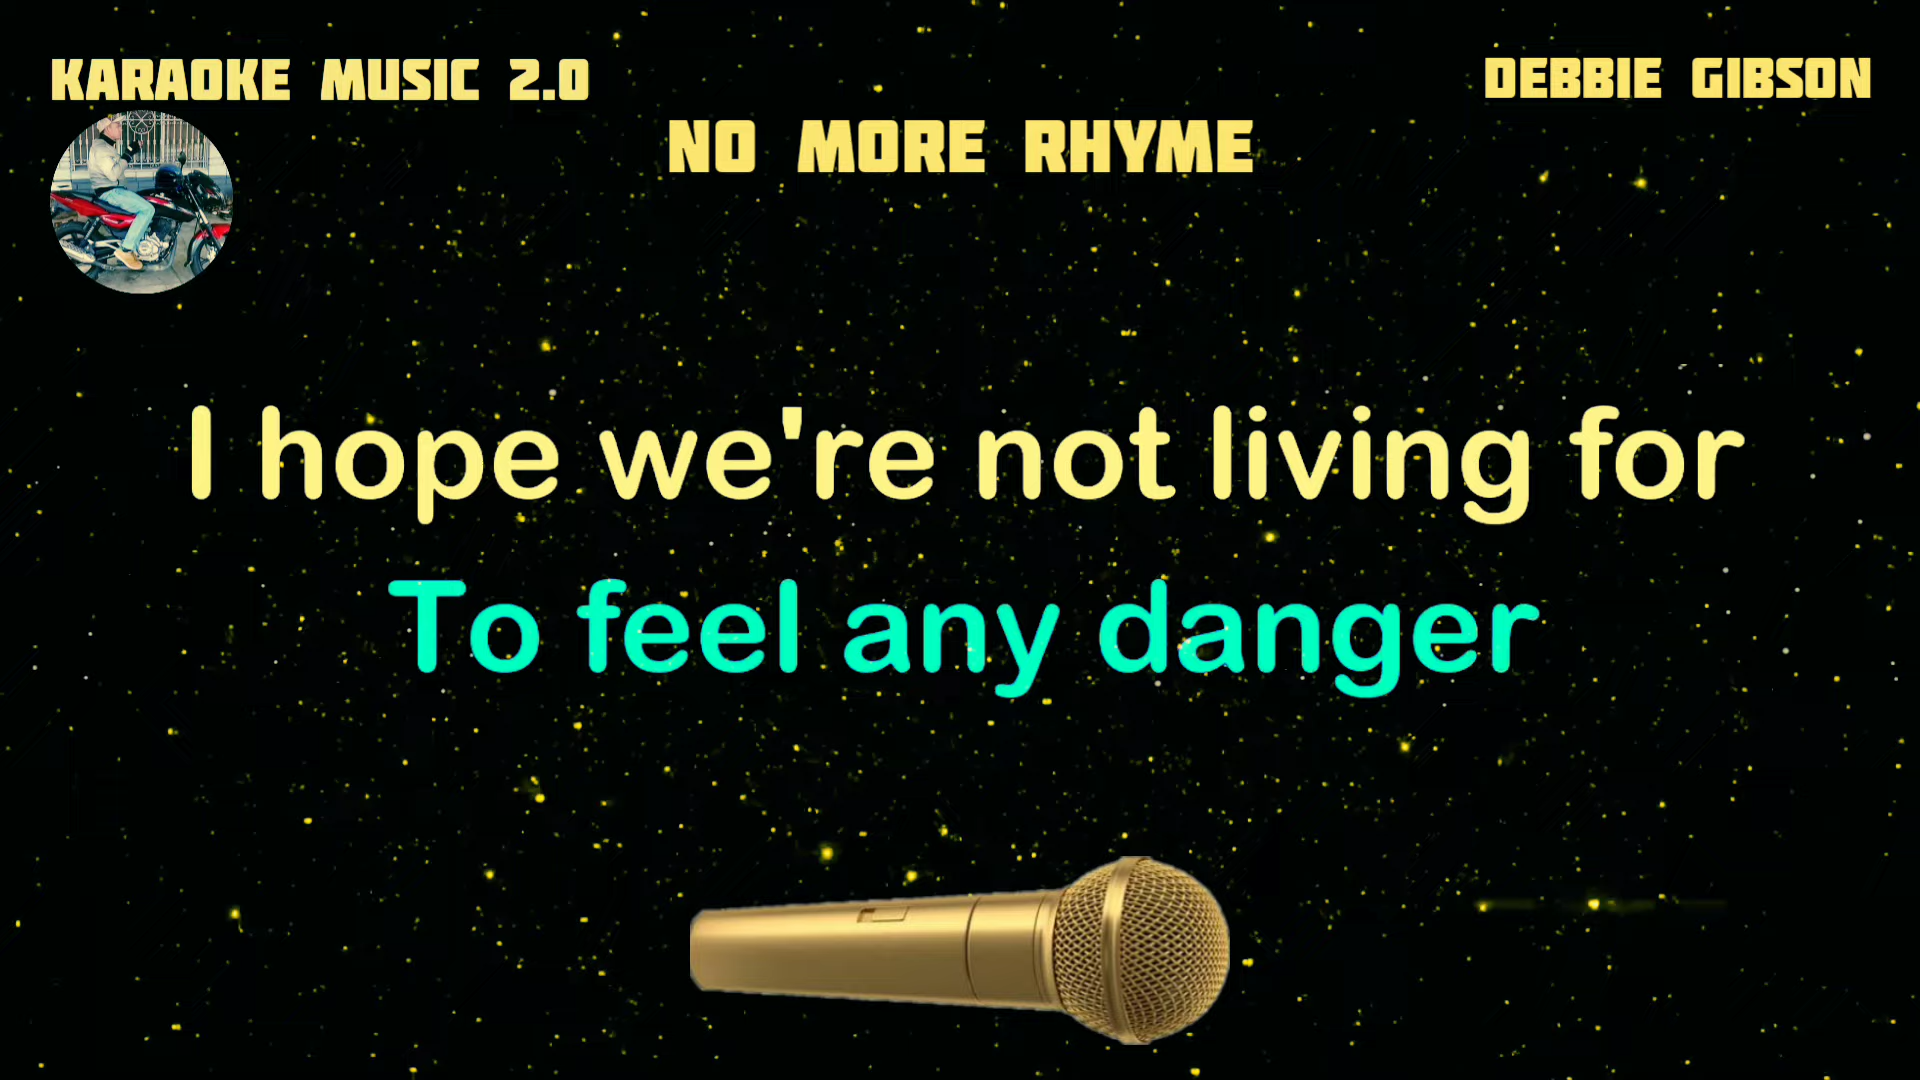 KARAOKE MUSIC 2.0
DEBBIE GIBSON
NO MORE RHYME
I hope we're not living for
To feel any danger